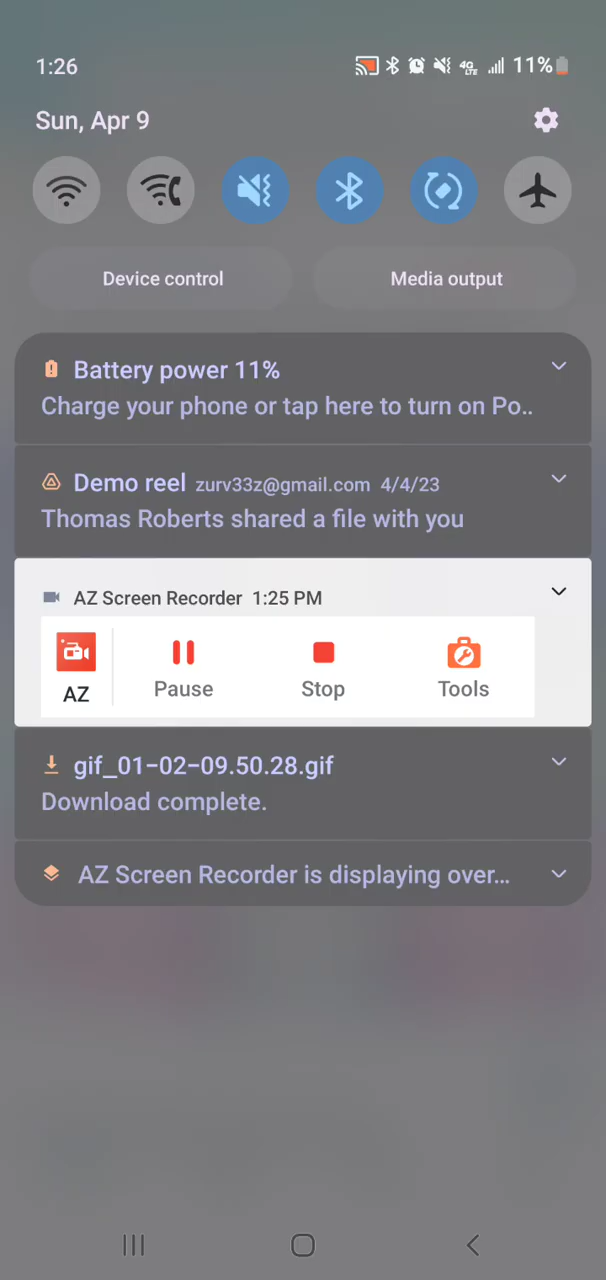 1:26
4G LTE 11%
Sun, Apr 9
Device control Media output
Battery power 11%
Charge your phone or tap here to turn on Po..
Demo reel zurv33z@gmail.com 4/4/23
Thomas Roberts shared a file with you
AZ Screen Recorder 1:25 PM
AZ Pause Stop Tools
gif_01-02-09.50.28.gif
Download complete.
AZ Screen Recorder is displaying over...